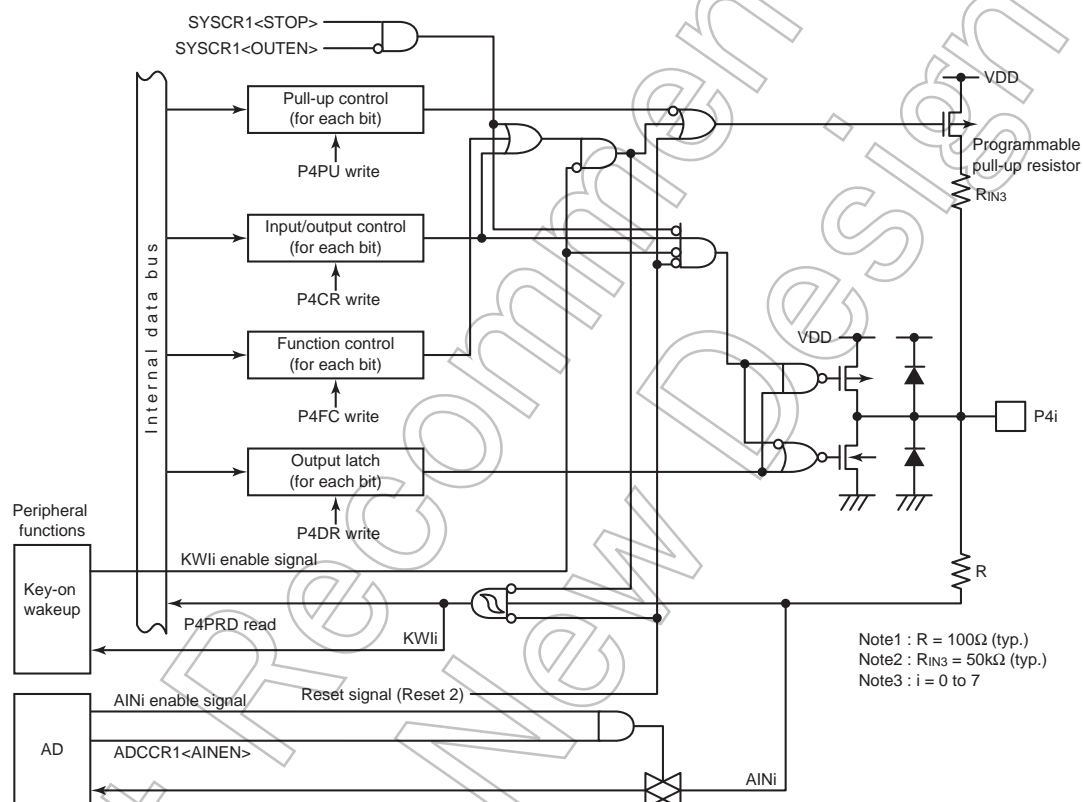 SYSCR1<STOP>
SYSCR1<OUTEN>
VDD
Pull-up control
(for each bit)
P4PU write
Programmable
pull-up resistor
RIN3
Input/output control
(for each bit)
P4CR write
Internal data bus
Function control
(for each bit)
P4FC write
VDD
P4i
Output latch
(for each bit)
P4DR write
Peripheral
functions
KWIi enable signal
Key-on
wakeup
R
P4PRD read
KWIi
Note1 : R = 100Ω (typ.)
Note2 : RIN3 = 50kΩ (typ.)
Note3 : i = 0 to 7
Reset signal (Reset 2)
AINi enable signal
AD
ADCCR1<AINEN>
AINi
Recommen
New Design